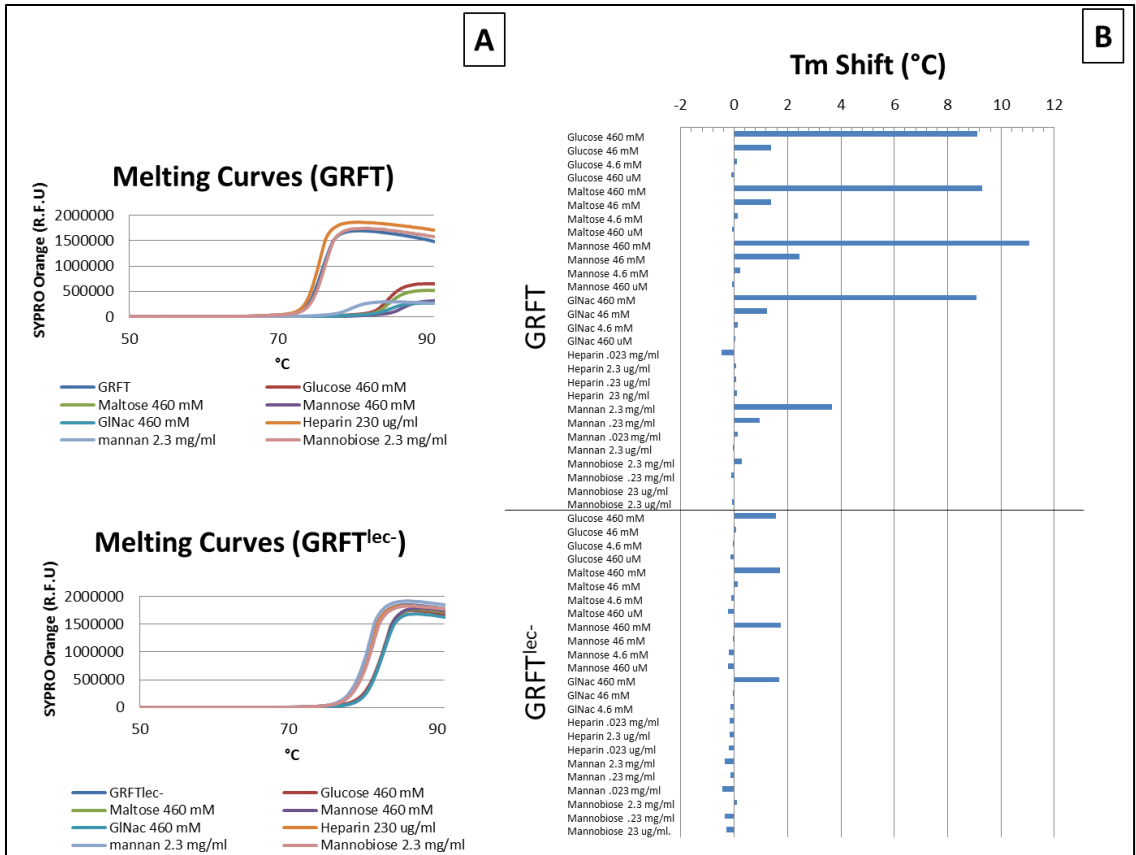 A
Melting Curves (GRFT)
SYPRO Orange (R.F.U)
2000000
1500000
1000000
500000
0
50
70
90
°C
GRFT
Glucose 460 mM
Maltose 460 mM
Mannose 460 mM
GlNac 460 mM
Heparin 230 ug/ml
mannan 2.3 mg/ml
Mannobiose 2.3 mg/ml
Melting Curves (GRFTlec-)
SYPRO Orange (R.F.U)
2000000
1500000
1000000
500000
0
50
70
90
°C
GRFTlec-
Glucose 460 mM
Maltose 460 mM
Mannose 460 mM
GlNac 460 mM
Heparin 230 ug/ml
mannan 2.3 mg/ml
Mannobiose 2.3 mg/ml
B
Tm Shift (°C)
-2 0 2 4 6 8 10 12
GRFT
Glucose 460 mM
Glucose 46 mM
Glucose 4.6 mM
Glucose 460 uM
Maltose 460 mM
Maltose 46 mM
Maltose 4.6 mM
Maltose 460 uM
Mannose 460 mM
Mannose 46 mM
Mannose 4.6 mM
Mannose 460 uM
GlNac 460 mM
GlNac 46 mM
GlNac 4.6 mM
GlNac 460 uM
Heparin .023 mg/ml
Heparin 2.3 ug/ml
Heparin .23 ug/ml
Heparin 23 ng/ml
Mannan 2.3 mg/ml
Mannan .23 mg/ml
Mannan .023 mg/ml
Mannan 2.3 ug/ml
Mannobiose 2.3 mg/ml
Mannobiose .23 mg/ml
Mannobiose 23 ug/ml
Mannobiose 2.3 ug/ml
GRFTlec-
Glucose 460 mM
Glucose 46 mM
Glucose 4.6 mM
Glucose 460 uM
Maltose 460 mM
Maltose 46 mM
Maltose 4.6 mM
Maltose 460 uM
Mannose 460 mM
Mannose 46 mM
Mannose 4.6 mM
Mannose 460 uM
GlNac 460 mM
GlNac 46 mM
GlNac 4.6 mM
Heparin .023 mg/ml
Heparin 2.3 ug/ml
Heparin .023 ug/ml
Mannan 2.3 mg/ml
Mannan .23 mg/ml
Mannan .023 mg/ml
Mannobiose 2.3 mg/ml
Mannobiose .23 mg/ml
Mannobiose 23 ug/ml.